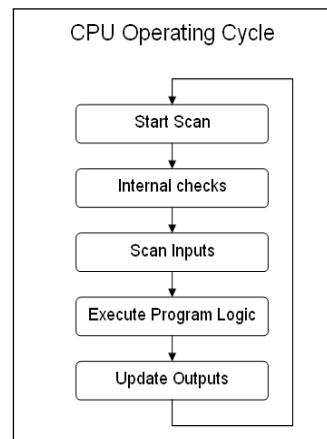 CPU Operating Cycle
Start Scan
Internal checks
Scan Inputs
Execute Program Logic
Update Outputs